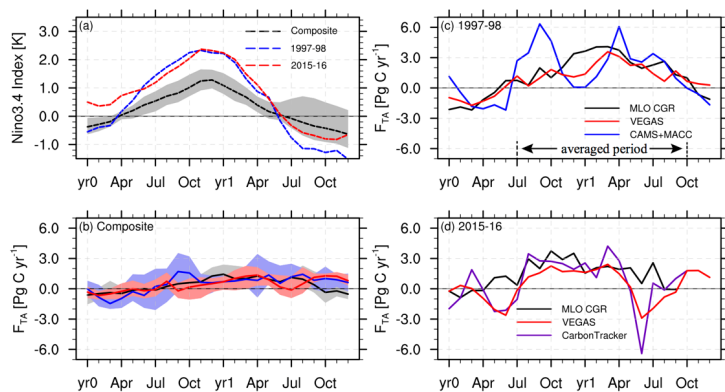 (a)
Composite
1997-98
2015-16
Nino3.4 Index [K]
3.0
2.0
1.0
0.0
-1.0
yr0 Apr Jul Oct yr1 Apr Jul Oct
(c) 1997-98
F_TA [Pg C yr⁻¹]
6.0
3.0
0.0
-3.0
-6.0
MLO CGR
VEGAS
CAMS+MACC
averaged period
yr0 Apr Jul Oct yr1 Apr Jul Oct
(b) Composite
F_TA [Pg C yr⁻¹]
6.0
3.0
0.0
-3.0
-6.0
yr0 Apr Jul Oct yr1 Apr Jul Oct
(d) 2015-16
F_TA [Pg C yr⁻¹]
6.0
3.0
0.0
-3.0
-6.0
MLO CGR
VEGAS
CarbonTracker
yr0 Apr Jul Oct yr1 Apr Jul Oct